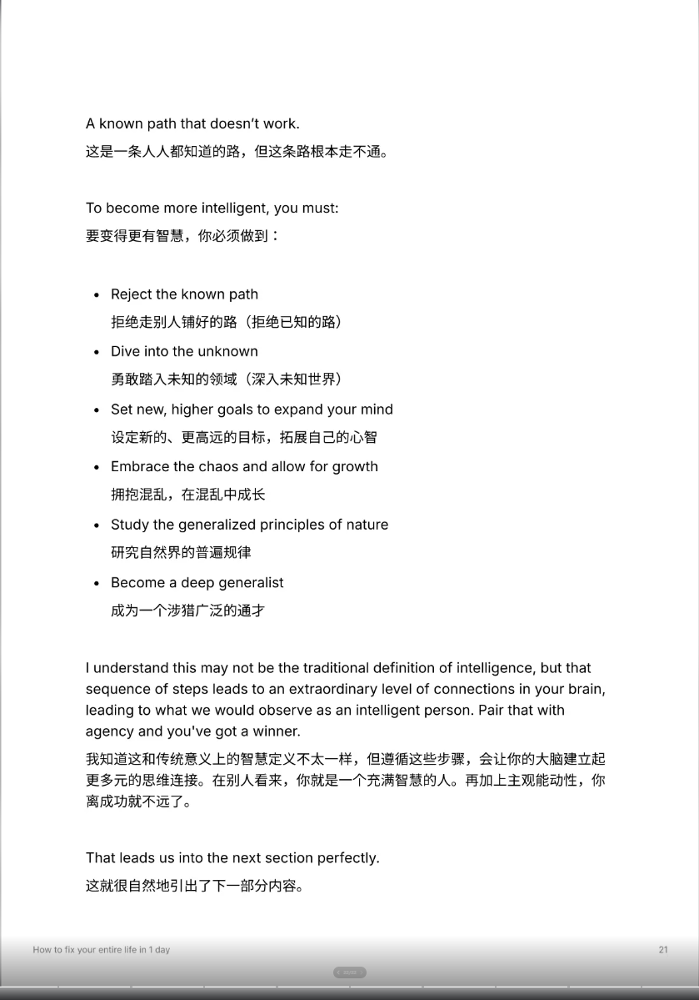 A known path that doesn’t work.
这是一条人人都知道的路，但这条路根本走不通。
To become more intelligent, you must:
要变得更有智慧，你必须做到：
• Reject the known path
拒绝走别人铺好的路（拒绝已知的路）
• Dive into the unknown
勇敢踏入未知的领域（深入未知世界）
• Set new, higher goals to expand your mind
设定新的、更高远的目标，拓展自己的心智
• Embrace the chaos and allow for growth
拥抱混乱，在混乱中成长
• Study the generalized principles of nature
研究自然界的普遍规律
• Become a deep generalist
成为一个涉猎广泛的通才
I understand this may not be the traditional definition of intelligence, but that
sequence of steps leads to an extraordinary level of connections in your brain,
leading to what we would observe as an intelligent person. Pair that with
agency and you've got a winner.
我知道这和传统意义上的智慧定义不太一样，但遵循这些步骤，会让你的大脑建立起
更多元的思维连接。在别人看来，你就是一个充满智慧的人。再加上主观能动性，你
离成功就不远了。
That leads us into the next section perfectly.
这就很自然地引出了下一部分内容。
How to fix your entire life in 1 day
21